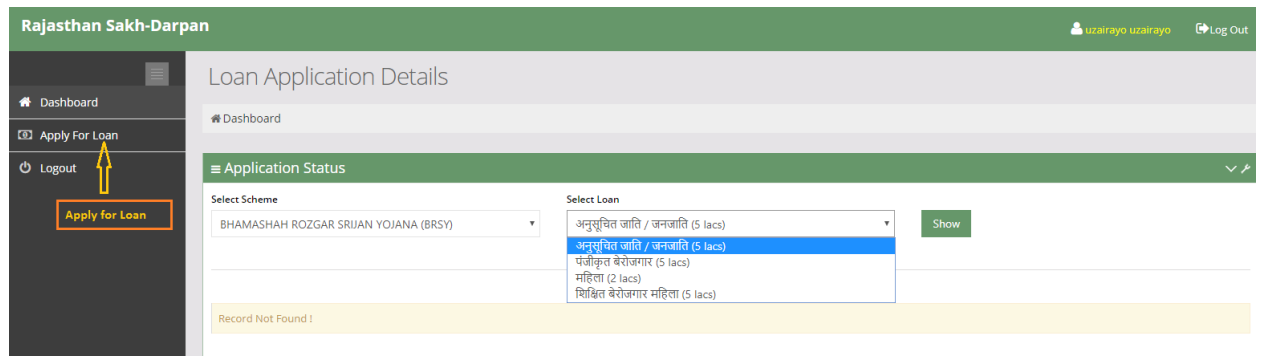 Rajasthan Sakh-Darpan
uzairayo uzairayo
Log Out
Loan Application Details
Dashboard
Dashboard
Apply For Loan
Logout
Apply for Loan
Application Status
Select Scheme
Select Loan
BHAMASHAH ROZGAR SRIJAN YOJANA (BRSY)
अनुसूचित जाति / जनजाति (5 lacs)
Show
अनुसूचित जाति / जनजाति (5 lacs)
पंजीकृत बेरोजगार (5 lacs)
महिला (2 lacs)
शिक्षित बेरोजगार महिला (5 lacs)
Record Not Found !